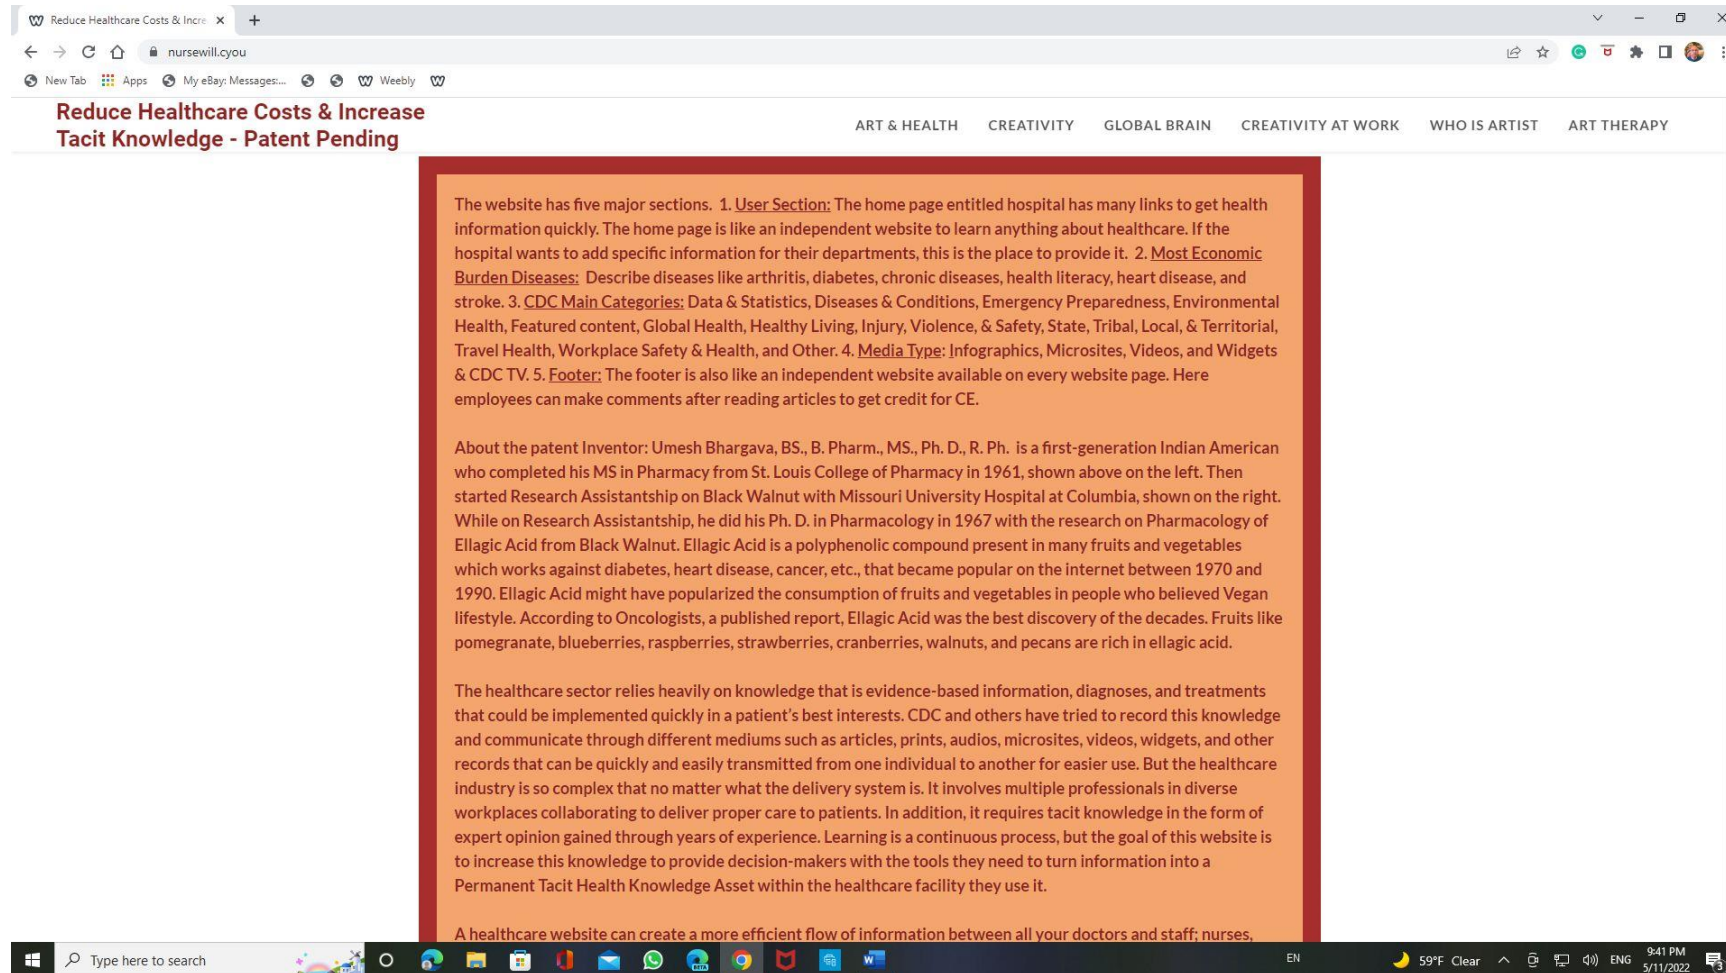 Reduce Healthcare Costs & Incre
nursewill.cyou
New Tab Apps My eBay: Messages:... Weebly
Reduce Healthcare Costs & Increase
Tacit Knowledge - Patent Pending
ART & HEALTH CREATIVITY GLOBAL BRAIN CREATIVITY AT WORK WHO IS ARTIST ART THERAPY
The website has five major sections. 1. User Section: The home page entitled hospital has many links to get health
information quickly. The home page is like an independent website to learn anything about healthcare. If the
hospital wants to add specific information for their departments, this is the place to provide it. 2. Most Economic
Burden Diseases: Describe diseases like arthritis, diabetes, chronic diseases, health literacy, heart disease, and
stroke. 3. CDC Main Categories: Data & Statistics, Diseases & Conditions, Emergency Preparedness, Environmental
Health, Featured content, Global Health, Healthy Living, Injury, Violence, & Safety, State, Tribal, Local, & Territorial,
Travel Health, Workplace Safety & Health, and Other. 4. Media Type: Infographics, Microsites, Videos, and Widgets
& CDC TV. 5. Footer: The footer is also like an independent website available on every website page. Here
employees can make comments after reading articles to get credit for CE.
About the patent Inventor: Umesh Bhargava, BS., B. Pharm., MS., Ph. D., R. Ph. is a first-generation Indian American
who completed his MS in Pharmacy from St. Louis College of Pharmacy in 1961, shown above on the left. Then
started Research Assistantship on Black Walnut with Missouri University Hospital at Columbia, shown on the right.
While on Research Assistantship, he did his Ph. D. in Pharmacology in 1967 with the research on Pharmacology of
Ellagic Acid from Black Walnut. Ellagic Acid is a polyphenolic compound present in many fruits and vegetables
which works against diabetes, heart disease, cancer, etc., that became popular on the internet between 1970 and
1990. Ellagic Acid might have popularized the consumption of fruits and vegetables in people who believed Vegan
lifestyle. According to Oncologists, a published report, Ellagic Acid was the best discovery of the decades. Fruits like
pomegranate, blueberries, raspberries, strawberries, cranberries, walnuts, and pecans are rich in ellagic acid.
The healthcare sector relies heavily on knowledge that is evidence-based information, diagnoses, and treatments
that could be implemented quickly in a patient's best interests. CDC and others have tried to record this knowledge
and communicate through different mediums such as articles, prints, audios, microsites, videos, widgets, and other
records that can be quickly and easily transmitted from one individual to another for easier use. But the healthcare
industry is so complex that no matter what the delivery system is. It involves multiple professionals in diverse
workplaces collaborating to deliver proper care to patients. In addition, it requires tacit knowledge in the form of
expert opinion gained through years of experience. Learning is a continuous process, but the goal of this website is
to increase this knowledge to provide decision-makers with the tools they need to turn information into a
Permanent Tacit Health Knowledge Asset within the healthcare facility they use it.
A healthcare website can create a more efficient flow of information between all your doctors and staff; nurses,
Type here to search
EN
59°F Clear
ENG
9:41 PM
5/11/2022